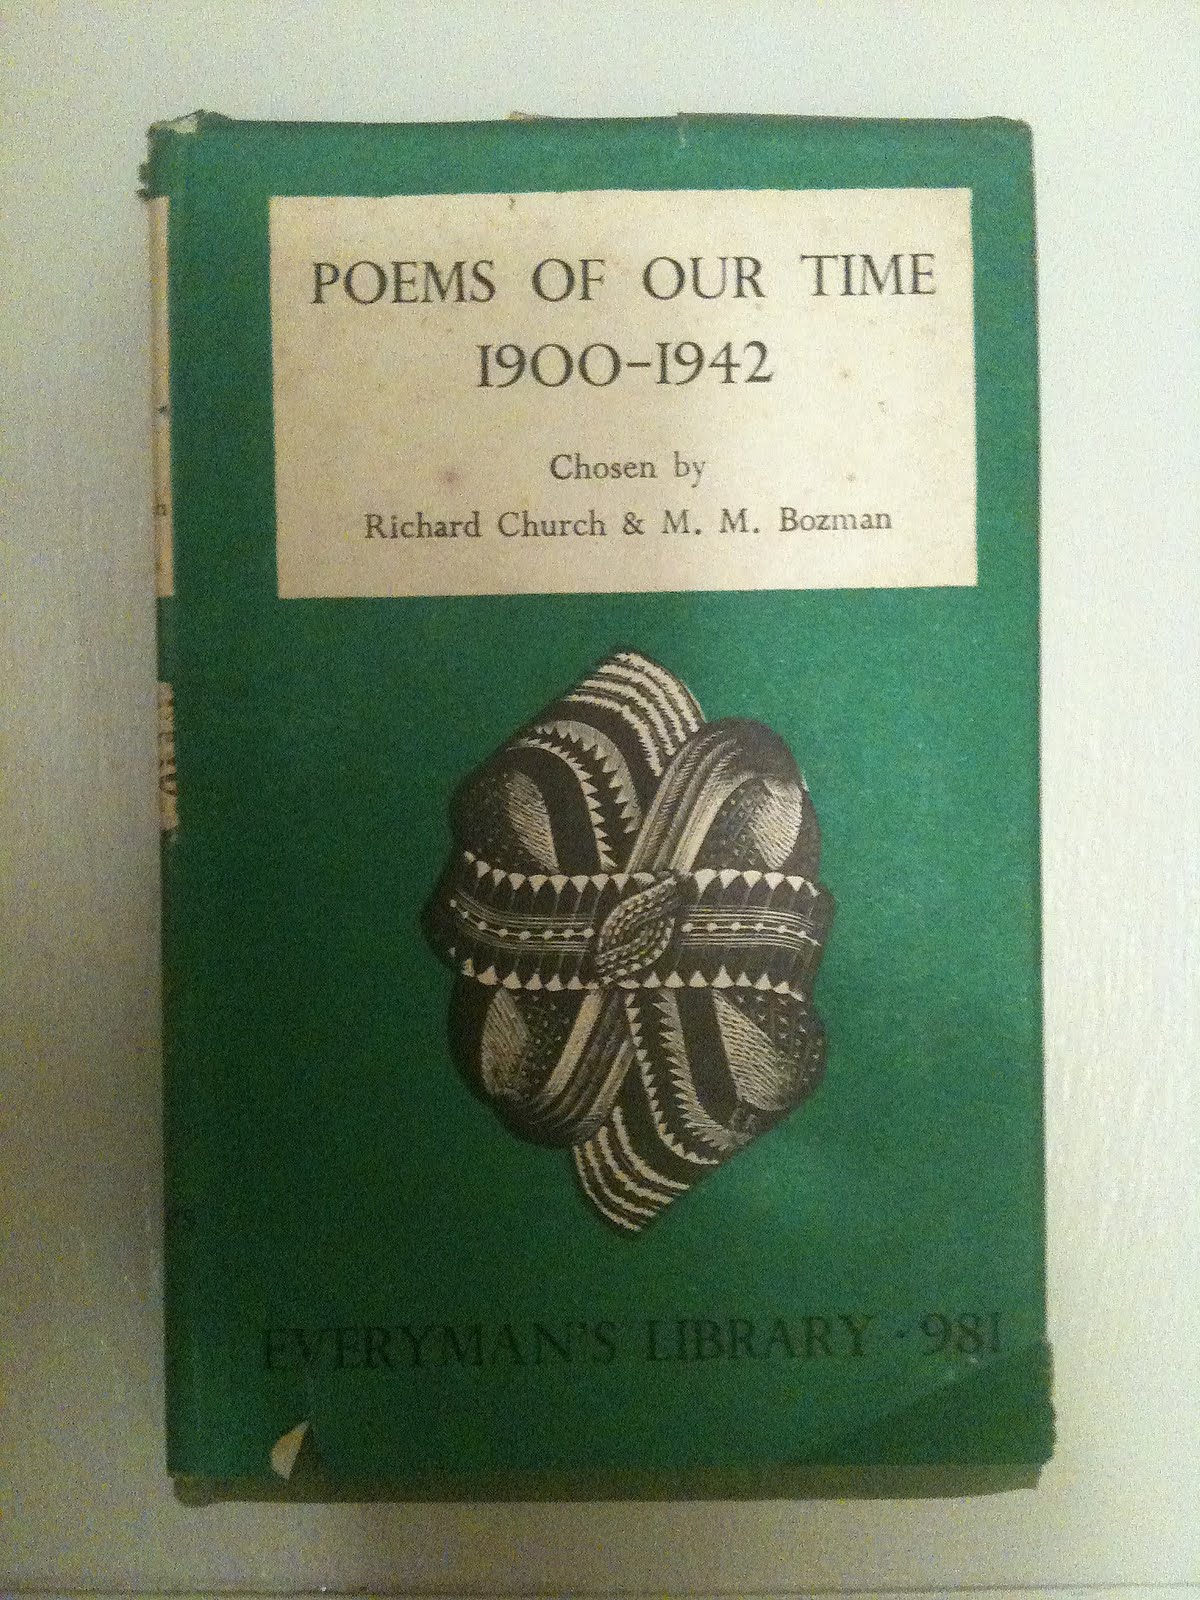 POEMS OF OUR TIME
1900–1942
Chosen by
Richard Church & M. M. Bozman
EVERYMAN'S LIBRARY · 981